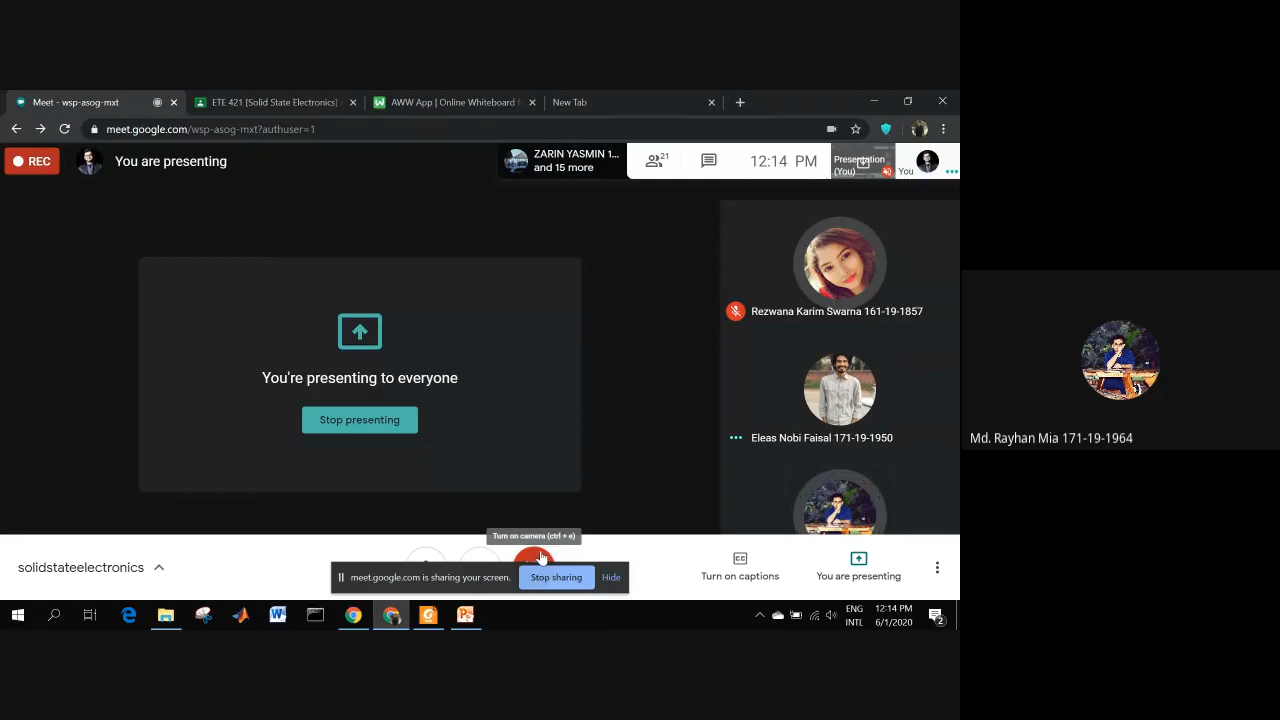 Meet - wsp-asog-mxt
ETE 421 [Solid State Electronics]
AWW App | Online Whiteboard
New Tab
meet.google.com/wsp-asog-mxt?authuser=1
REC
You are presenting
ZARIN YASMIN 1...
and 15 more
21
12:14 PM
Presentation
(You)
You
Rezwana Karim Swarna 161-19-1857
You're presenting to everyone
Stop presenting
Eleas Nobi Faisal 171-19-1950
Md. Rayhan Mia 171-19-1964
Turn on camera (ctrl + e)
solidstateelectronics
meet.google.com is sharing your screen.
Stop sharing
Hide
CC
Turn on captions
You are presenting
ENG
INTL
12:14 PM
6/1/2020
2